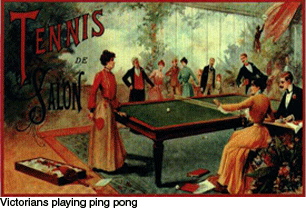 TENNIS
DE
SALON
Victorians playing ping pong